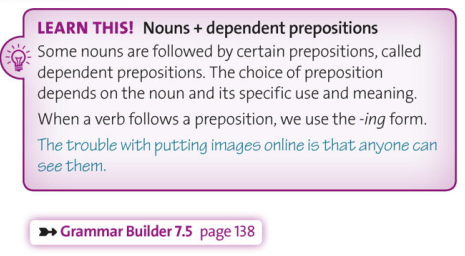 LEARN THIS! Nouns + dependent prepositions
Some nouns are followed by certain prepositions, called
dependent prepositions. The choice of preposition
depends on the noun and its specific use and meaning.
When a verb follows a preposition, we use the -ing form.
The trouble with putting images online is that anyone can
see them.
➳ Grammar Builder 7.5 page 138